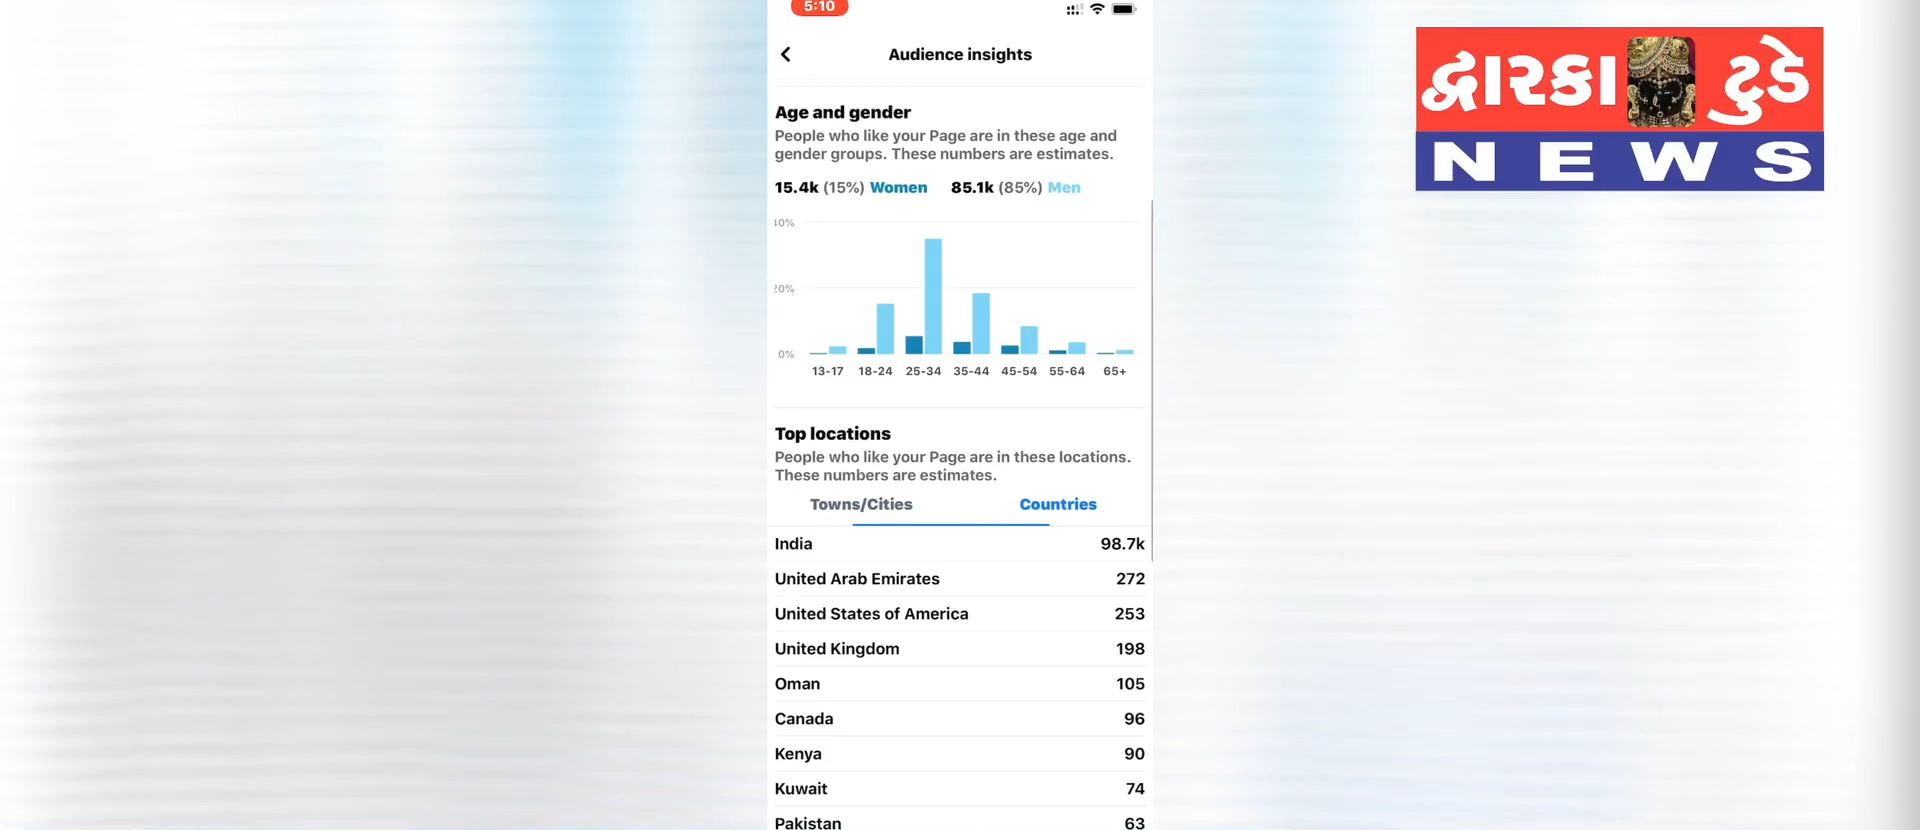 5:10
Audience insights
દ્વારકા ટુડે
NEWS
Age and gender
People who like your Page are in these age and
gender groups. These numbers are estimates.
15.4k (15%) Women 85.1k (85%) Men
40%
20%
0%
13-17 18-24 25-34 35-44 45-54 55-64 65+
Top locations
People who like your Page are in these locations.
These numbers are estimates.
Towns/Cities Countries
India 98.7k
United Arab Emirates 272
United States of America 253
United Kingdom 198
Oman 105
Canada 96
Kenya 90
Kuwait 74
Pakistan 63